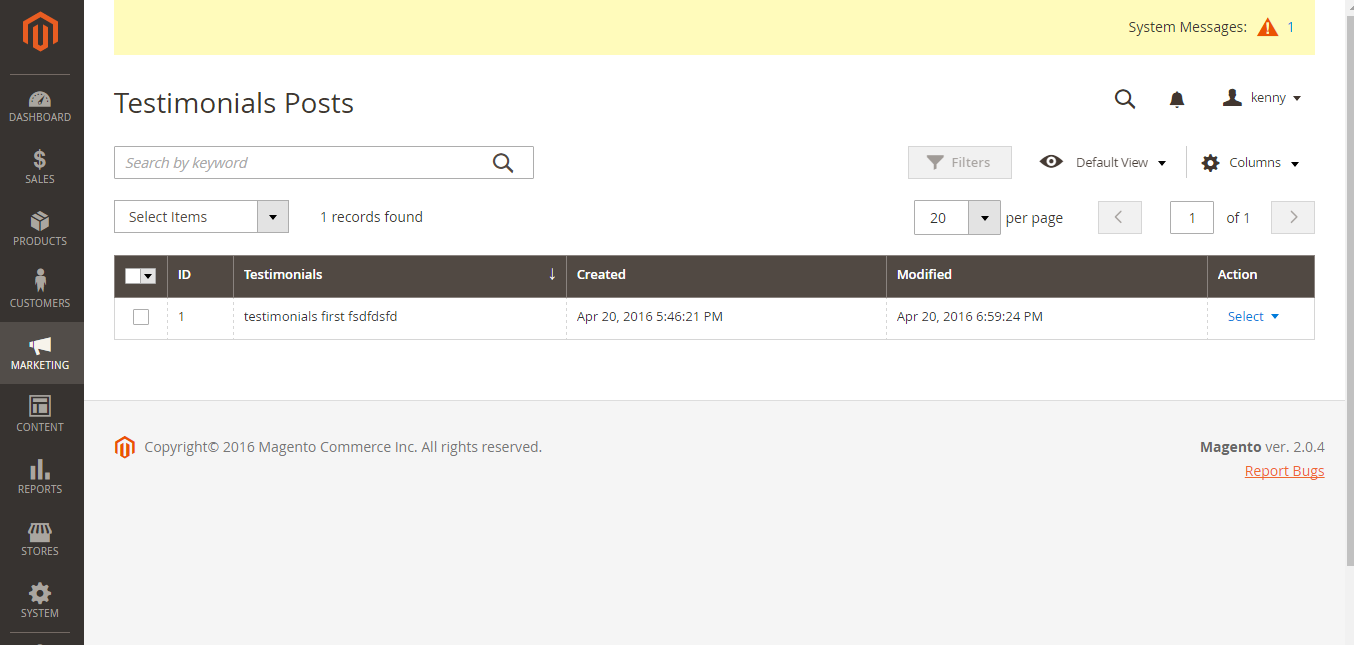 System Messages: 1
Testimonials Posts
kenny
DASHBOARD
SALES
PRODUCTS
CUSTOMERS
MARKETING
CONTENT
REPORTS
STORES
SYSTEM
Search by keyword
Filters
Default View
Columns
Select Items
1 records found
20 per page
1 of 1
ID Testimonials ↓ Created Modified Action
1 testimonials first fsdfdsfd Apr 20, 2016 5:46:21 PM Apr 20, 2016 6:59:24 PM Select
Copyright© 2016 Magento Commerce Inc. All rights reserved.
Magento ver. 2.0.4
Report Bugs